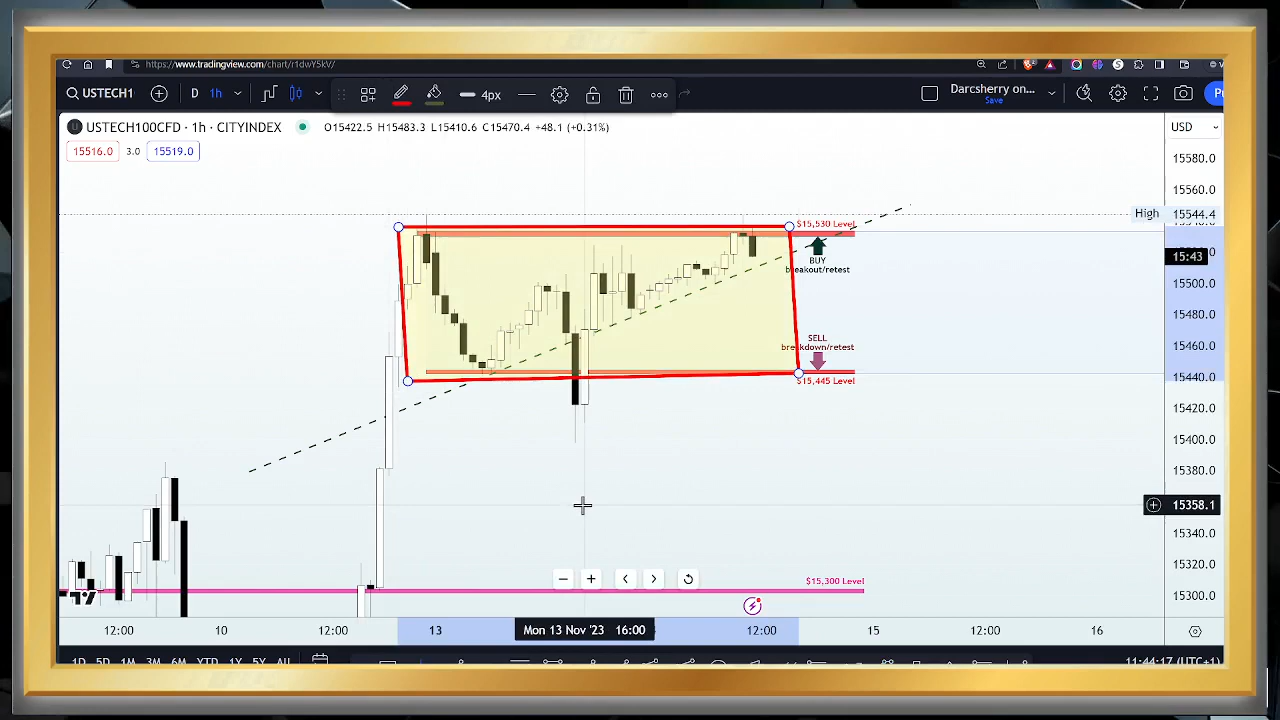 https://www.tradingview.com/chart/r1dwY5kV/
USTECH1 D 1h 4px Darcsherry on... Save
USTECH100CFD · 1h · CITYINDEX O15422.5 H15483.3 L15410.6 C15470.4 +48.1 (+0.31%) USD
15516.0 3.0 15519.0
15580.0
15560.0
High 15544.4
$15,530 Level
15:43
BUY
breakout/retest
15500.0
15480.0
SELL
breakdown/retest
15460.0
15440.0
$15,445 Level
15420.0
15400.0
15380.0
15358.1
15340.0
15320.0
$15,300 Level
15300.0
12:00 10 12:00 13 Mon 13 Nov '23 16:00 12:00 15 12:00 16
1D 5D 1M 3M 6M YTD 1Y 5Y All 11:44:17 (UTC+1)